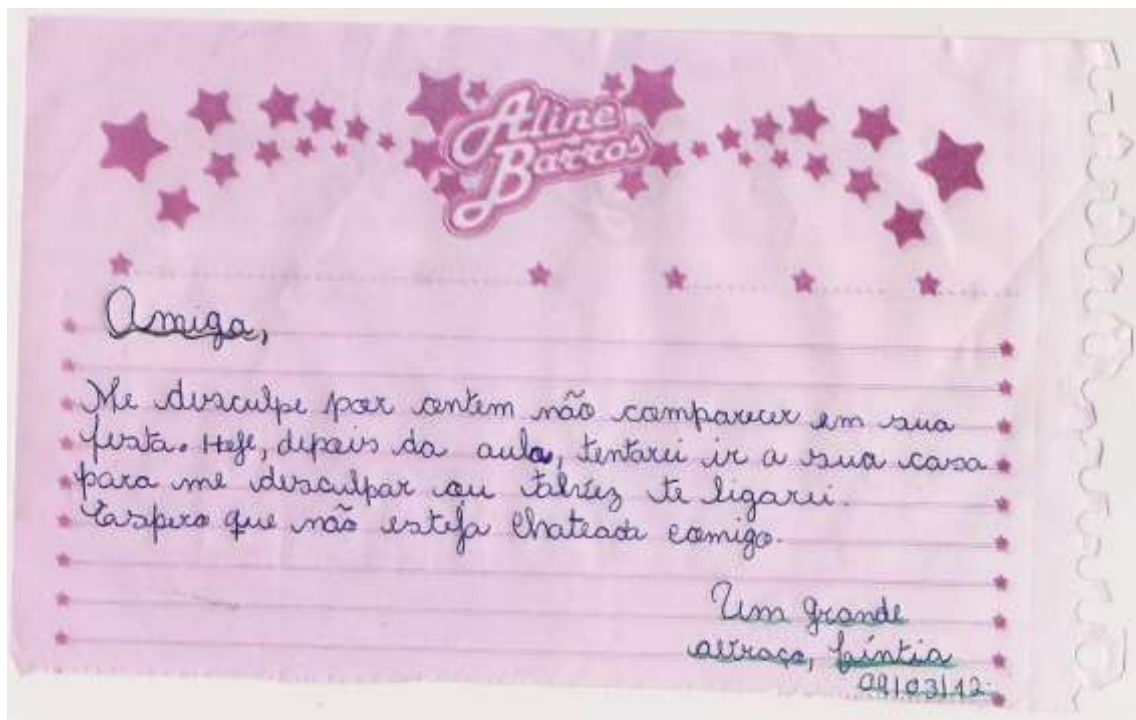 Aline
Barros
Amiga,
Me desculpe por ontem não comparecer em sua
festa. Hoje, depois da aula, tentarei ir a sua casa
para me desculpar ou talvez te ligarei.
Espero que não esteja chateada comigo.
Um grande
abraço, Cíntia
09/03/12